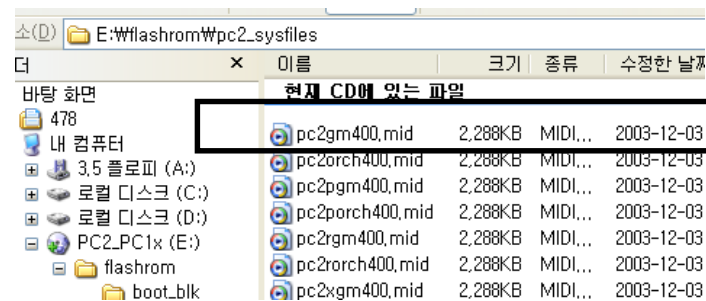 소(D) E:₩flashrom₩pc2_sysfiles
더 × 이름 크기 종류 수정한 날짜
바탕 화면
478
내 컴퓨터
3,5 플로피 (A:)
로컬 디스크 (C:)
로컬 디스크 (D:)
PC2_PC1x (E:)
flashrom
boot_blk
현재 CD에 있는 파일
pc2gm400.mid 2,288KB MIDI... 2003-12-03
pc2orch400.mid 2,288KB MIDI... 2003-12-03
pc2pgm400.mid 2,288KB MIDI... 2003-12-03
pc2porch400.mid 2,288KB MIDI... 2003-12-03
pc2rgm400.mid 2,288KB MIDI... 2003-12-03
pc2rorch400.mid 2,288KB MIDI... 2003-12-03
pc2xgm400.mid 2,288KB MIDI... 2003-12-03